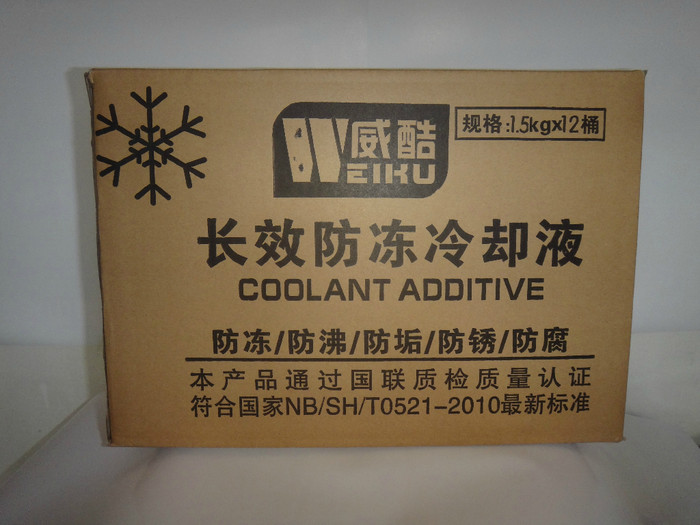 威酷
WEIKU
规格:1.5kgx12桶
长效防冻冷却液
COOLANT ADDITIVE
防冻/防沸/防垢/防锈/防腐
本产品通过国联质检质量认证
符合国家NB/SH/T0521-2010最新标准